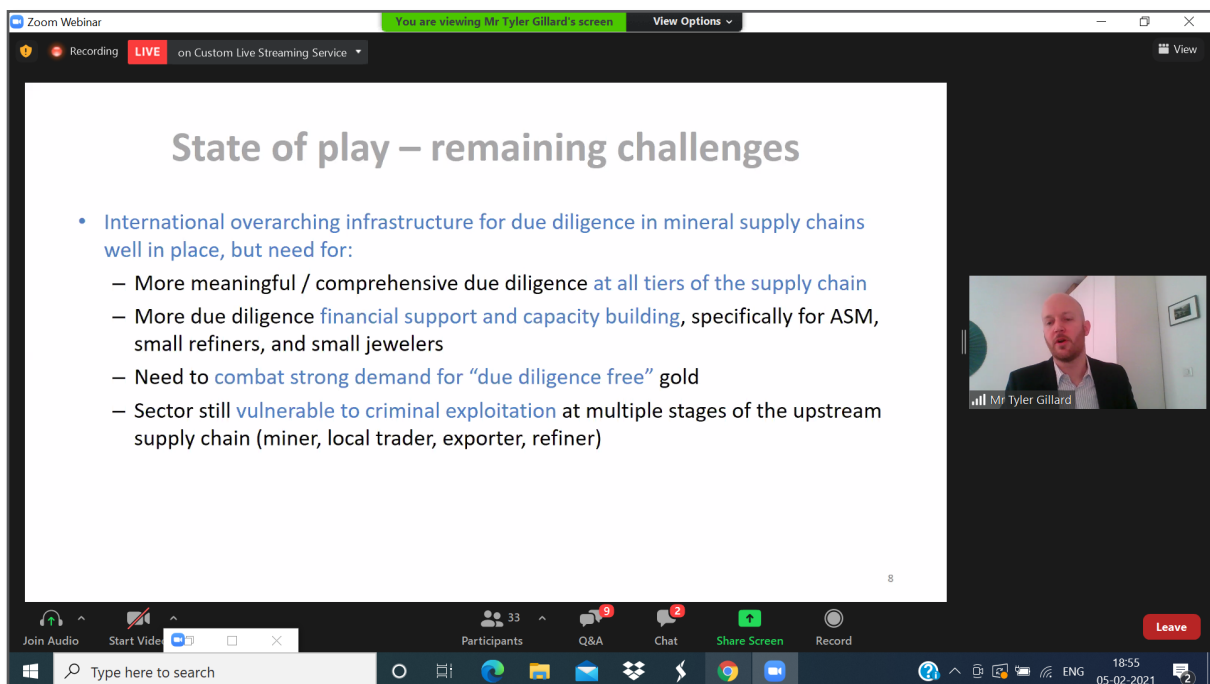 Zoom Webinar
You are viewing Mr Tyler Gillard's screen
View Options
Recording
LIVE
on Custom Live Streaming Service
View
State of play – remaining challenges
• International overarching infrastructure for due diligence in mineral supply chains
well in place, but need for:
– More meaningful / comprehensive due diligence at all tiers of the supply chain
– More due diligence financial support and capacity building, specifically for ASM,
small refiners, and small jewelers
– Need to combat strong demand for “due diligence free” gold
– Sector still vulnerable to criminal exploitation at multiple stages of the upstream
supply chain (miner, local trader, exporter, refiner)
8
Mr Tyler Gillard
33
9
2
Join Audio
Start Vide
Participants
Q&A
Chat
Share Screen
Record
Leave
Type here to search
ENG
18:55
05-02-2021
2